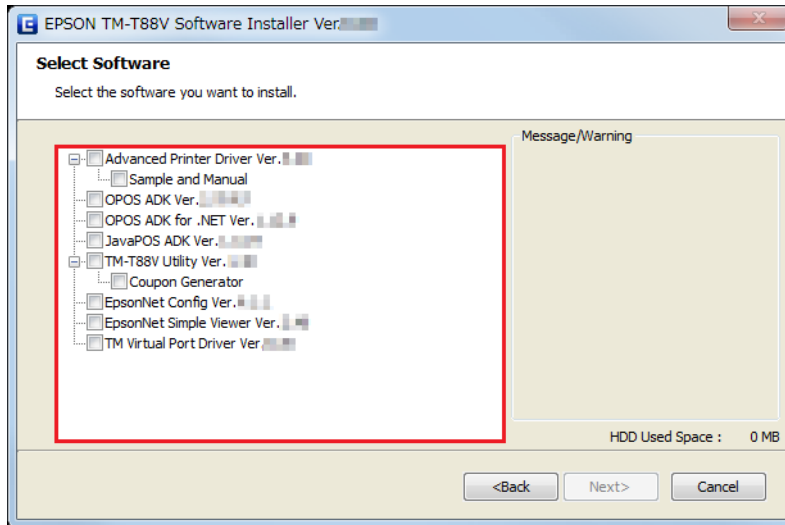 EPSON TM-T88V Software Installer Ver.
Select Software
Select the software you want to install.
Message/Warning
Advanced Printer Driver Ver.
Sample and Manual
OPOS ADK Ver.
OPOS ADK for .NET Ver.
JavaPOS ADK Ver.
TM-T88V Utility Ver.
Coupon Generator
EpsonNet Config Ver.
EpsonNet Simple Viewer Ver.
TM Virtual Port Driver Ver
HDD Used Space : 0 MB
<Back Next> Cancel